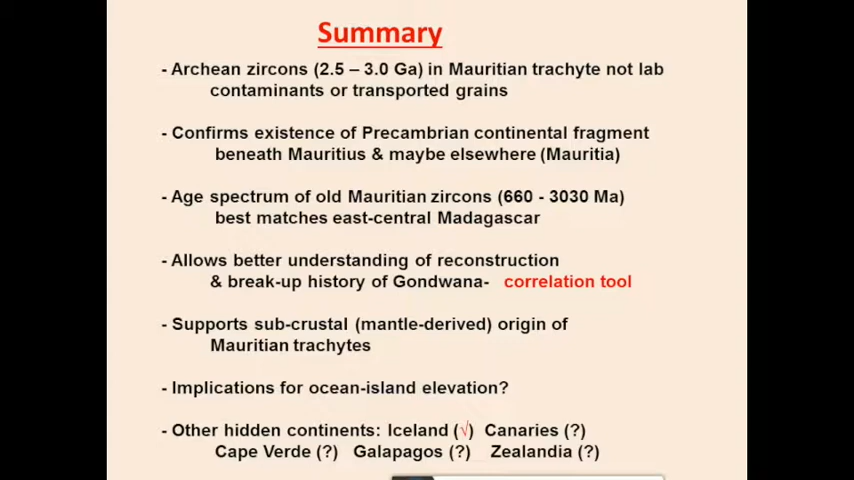 Summary
- Archean zircons (2.5 – 3.0 Ga) in Mauritian trachyte not lab
contaminants or transported grains
- Confirms existence of Precambrian continental fragment
beneath Mauritius & maybe elsewhere (Mauritia)
- Age spectrum of old Mauritian zircons (660 - 3030 Ma)
best matches east-central Madagascar
- Allows better understanding of reconstruction
& break-up history of Gondwana- correlation tool
- Supports sub-crustal (mantle-derived) origin of
Mauritian trachytes
- Implications for ocean-island elevation?
- Other hidden continents: Iceland (√) Canaries (?)
Cape Verde (?) Galapagos (?) Zealandia (?)